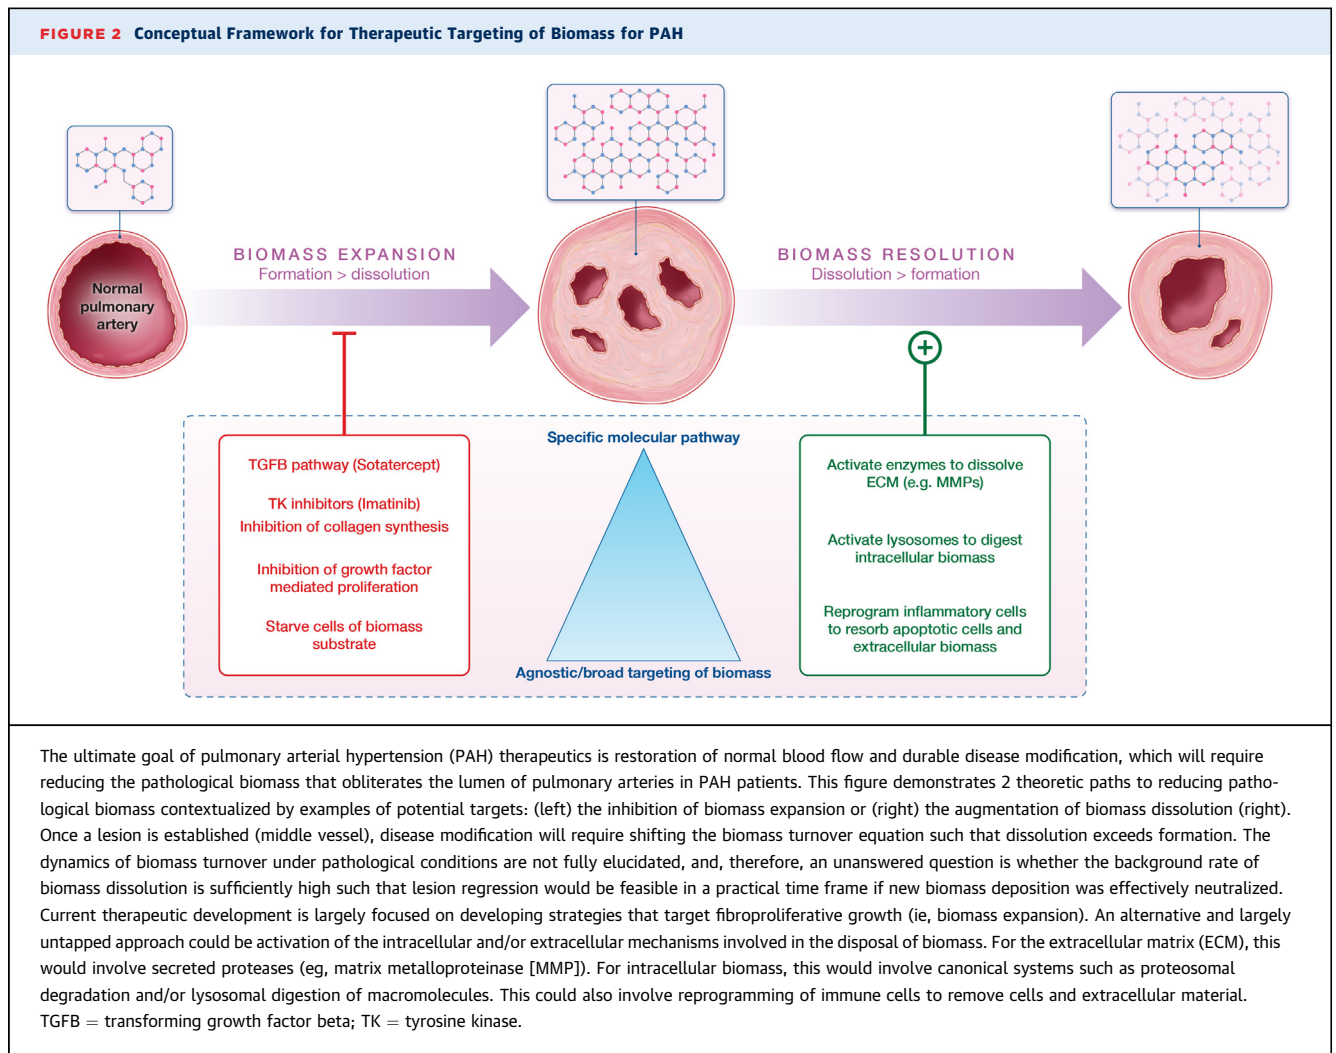 FIGURE 2 Conceptual Framework for Therapeutic Targeting of Biomass for PAH
Normal
pulmonary
artery
BIOMASS EXPANSION
Formation > dissolution
BIOMASS RESOLUTION
Dissolution > formation
TGFB pathway (Sotatercept)
TK inhibitors (Imatinib)
Inhibition of collagen synthesis
Inhibition of growth factor
mediated proliferation
Starve cells of biomass
substrate
Specific molecular pathway
Agnostic/broad targeting of biomass
+
Activate enzymes to dissolve
ECM (e.g. MMPs)
Activate lysosomes to digest
intracellular biomass
Reprogram inflammatory cells
to resorb apoptotic cells and
extracellular biomass
The ultimate goal of pulmonary arterial hypertension (PAH) therapeutics is restoration of normal blood flow and durable disease modification, which will require
reducing the pathological biomass that obliterates the lumen of pulmonary arteries in PAH patients. This figure demonstrates 2 theoretic paths to reducing patho-
logical biomass contextualized by examples of potential targets: (left) the inhibition of biomass expansion or (right) the augmentation of biomass dissolution (right).
Once a lesion is established (middle vessel), disease modification will require shifting the biomass turnover equation such that dissolution exceeds formation. The
dynamics of biomass turnover under pathological conditions are not fully elucidated, and, therefore, an unanswered question is whether the background rate of
biomass dissolution is sufficiently high such that lesion regression would be feasible in a practical time frame if new biomass deposition was effectively neutralized.
Current therapeutic development is largely focused on developing strategies that target fibroproliferative growth (ie, biomass expansion). An alternative and largely
untapped approach could be activation of the intracellular and/or extracellular mechanisms involved in the disposal of biomass. For the extracellular matrix (ECM), this
would involve secreted proteases (eg, matrix metalloproteinase [MMP]). For intracellular biomass, this would involve canonical systems such as proteosomal
degradation and/or lysosomal digestion of macromolecules. This could also involve reprogramming of immune cells to remove cells and extracellular material.
TGFB = transforming growth factor beta; TK = tyrosine kinase.